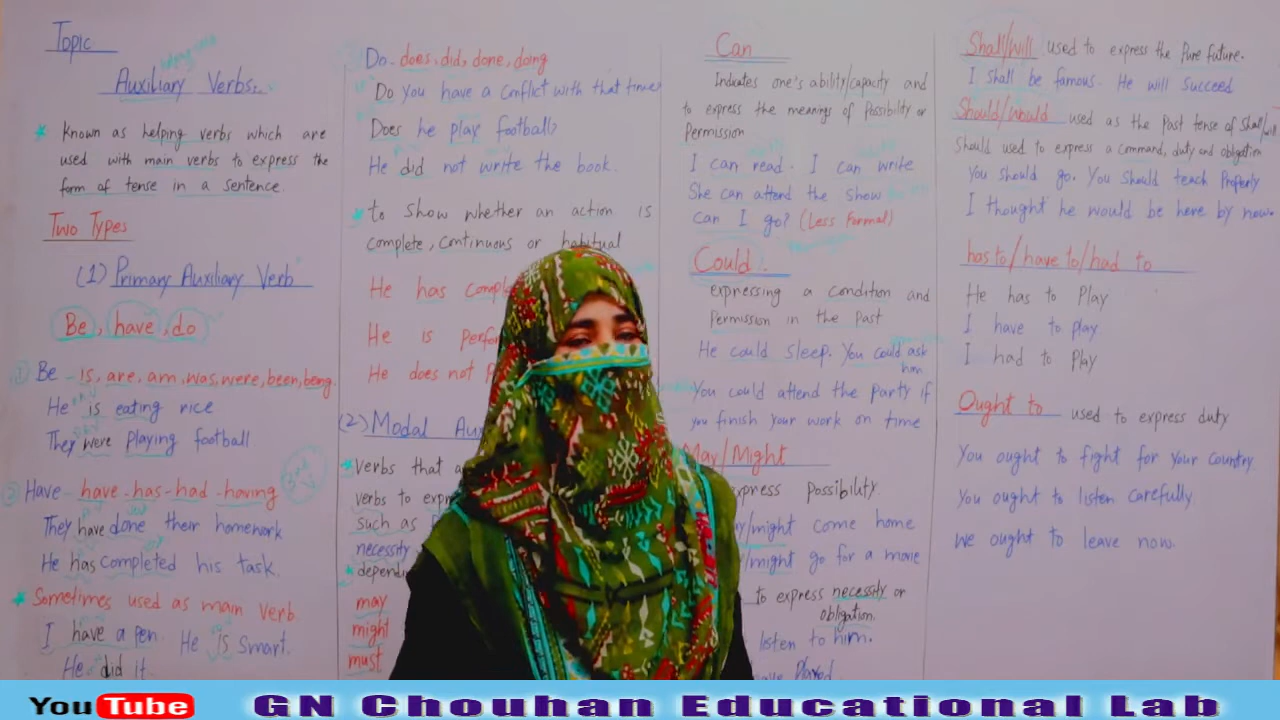 Topic
Auxiliary Verbs.
* known as helping verbs which are
used with main verbs to express the
form of tense in a sentence.
Two Types
(1) Primary Auxiliary Verb
Be, have, do
① Be - is, are, am, was, were, been, being.
He is eating rice
They were playing football
② Have - have - has - had - having
They have done their homework
He has completed his task.
* Sometimes used as main verb.
I have a pen. He is smart.
He did it.
Do - does, did, done, doing
Do you have a conflict with that time?
Does he play football?
He did not write the book.
* to show whether an action is
complete, continuous or habitual
He has
He is
He does not
(2) Modal
* Verbs that
verbs to
such as
necessity
*
may
might
must
Can
Indicates one's ability/capacity and
to express the meanings of Possibility or
Permission
I can read. I can write
She can attend the show
Can I go? (Less Formal)
Could.
expressing a condition and
Permission in the past
He could sleep. You could ask
him.
You could attend the party if
you finish your work on time
May/Might
express possibility
/might come home
/might go for a movie
to express necessity or
obligation.
listen to him.
Played.
Shall/will used to express the Pure future.
I shall be famous. He will succeed
Should/would used as the past tense of shall/will
Should used to express a command, duty and obligation
You should go. You should teach Properly
I thought he would be here by now.
has to/have to/had to
He has to Play
I have to play
I had to Play
Ought to used to express duty
You ought to fight for your country.
You ought to listen carefully
We ought to leave now.
YouTube GN Chouhan Educational Lab